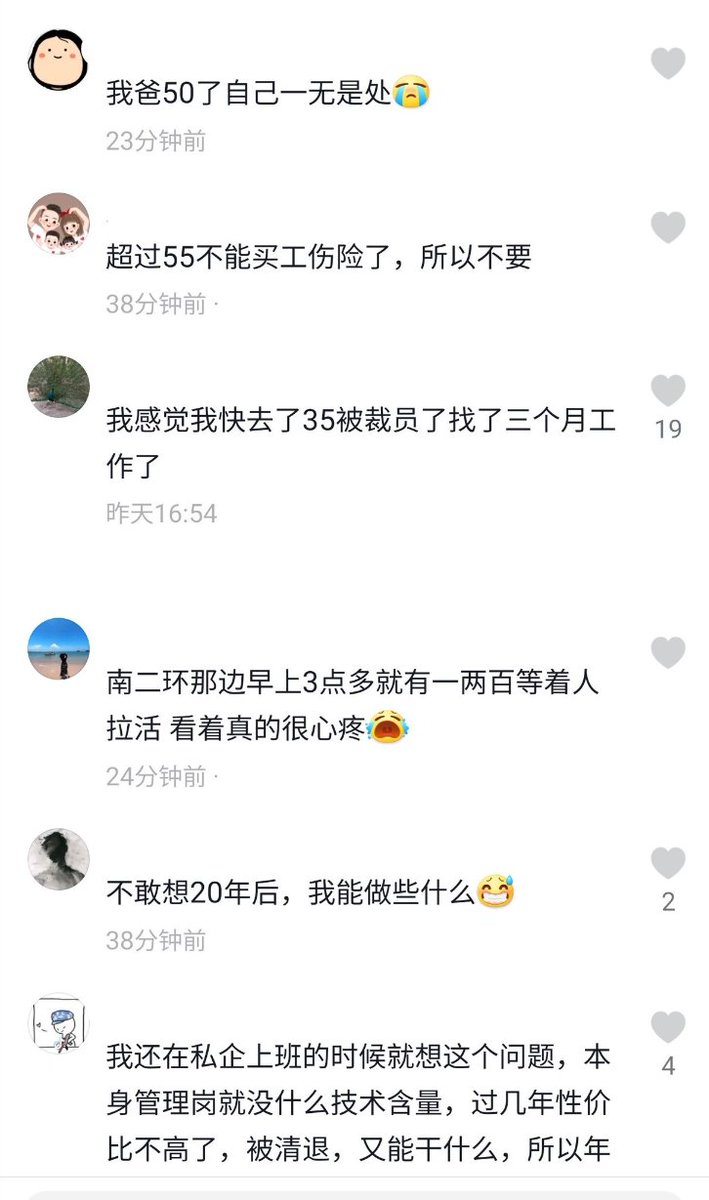 我爸50了自己一无是处😭
23分钟前
超过55不能买工伤险了，所以不要
38分钟前 ·
我感觉我快去了35被裁员了找了三个月工
作了
19
昨天16:54
南二环那边早上3点多就有一两百等着人
拉活 看着真的很心疼😭
24分钟前 ·
不敢想20年后，我能做些什么😅
2
38分钟前
我还在私企上班的时候就想这个问题，本
4
身管理岗就没什么技术含量，过几年性价
比不高了，被清退，又能干什么，所以年